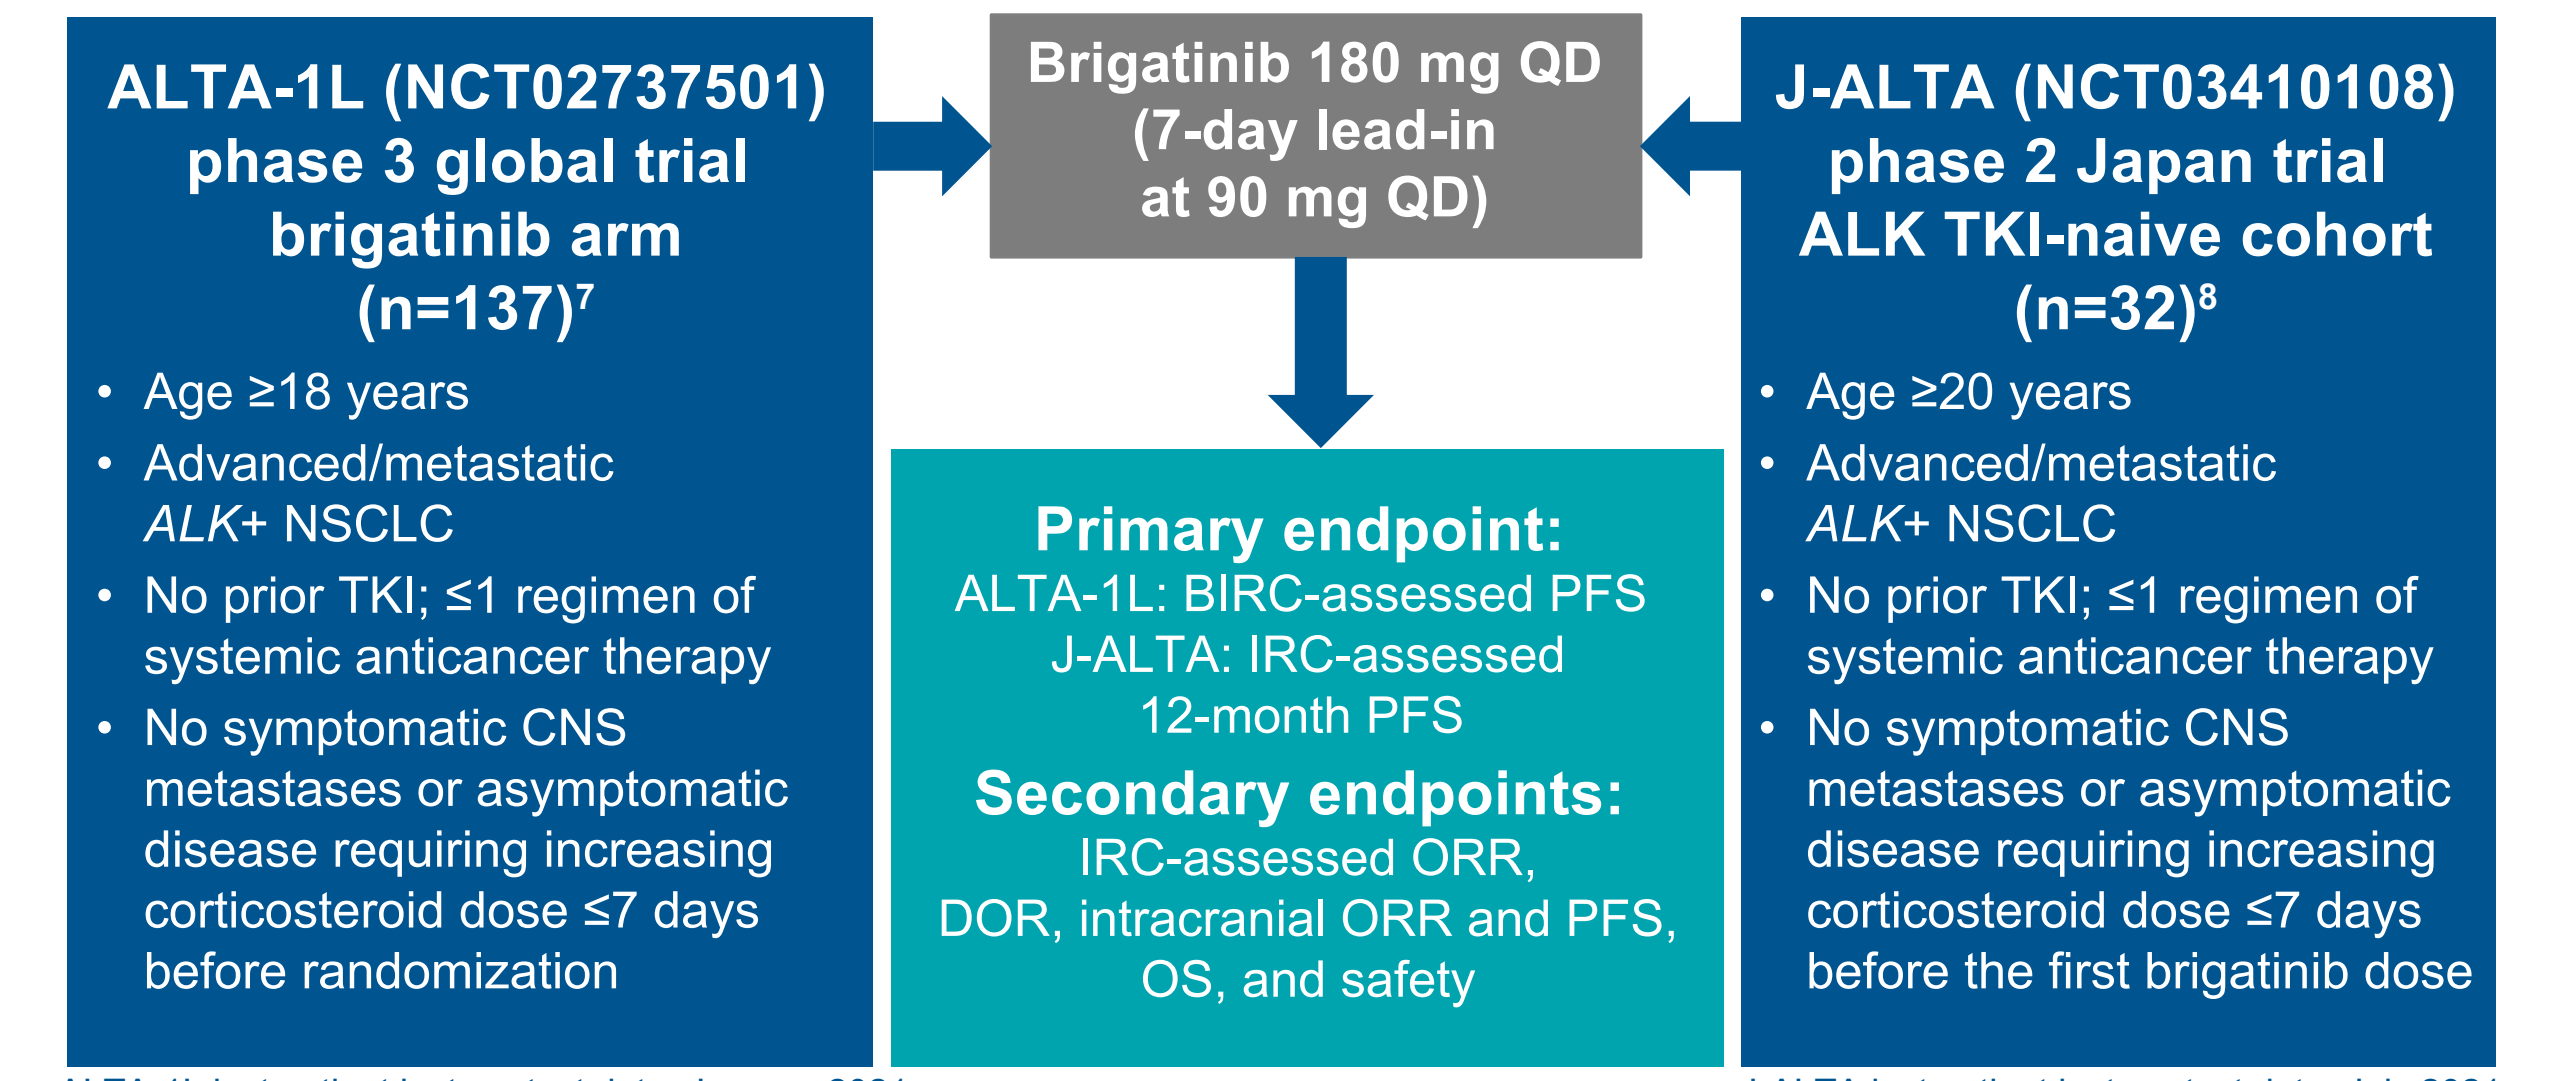 ALTA-1L (NCT02737501)
phase 3 global trial
brigatinib arm
(n=137)⁷
• Age ≥18 years
• Advanced/metastatic
ALK+ NSCLC
• No prior TKI; ≤1 regimen of
systemic anticancer therapy
• No symptomatic CNS
metastases or asymptomatic
disease requiring increasing
corticosteroid dose ≤7 days
before randomization
Brigatinib 180 mg QD
(7-day lead-in
at 90 mg QD)
Primary endpoint:
ALTA-1L: BIRC-assessed PFS
J-ALTA: IRC-assessed
12-month PFS
Secondary endpoints:
IRC-assessed ORR,
DOR, intracranial ORR and PFS,
OS, and safety
J-ALTA (NCT03410108)
phase 2 Japan trial
ALK TKI-naive cohort
(n=32)⁸
• Age ≥20 years
• Advanced/metastatic
ALK+ NSCLC
• No prior TKI; ≤1 regimen of
systemic anticancer therapy
• No symptomatic CNS
metastases or asymptomatic
disease requiring increasing
corticosteroid dose ≤7 days
before the first brigatinib dose